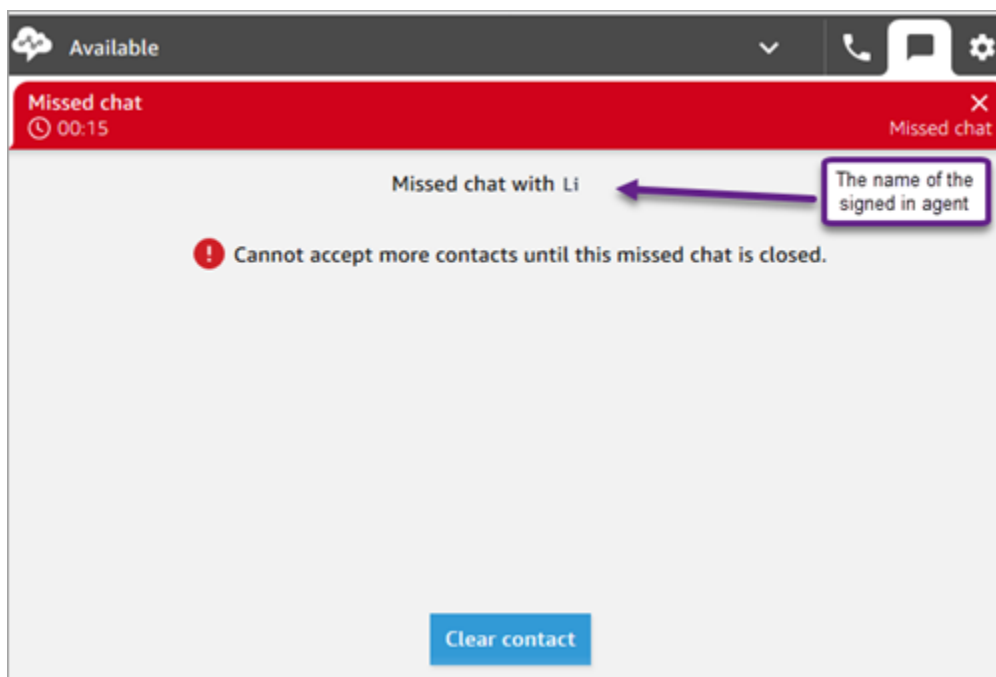 Available
Missed chat
00:15
Missed chat
Missed chat with Li
The name of the
signed in agent
Cannot accept more contacts until this missed chat is closed.
Clear contact